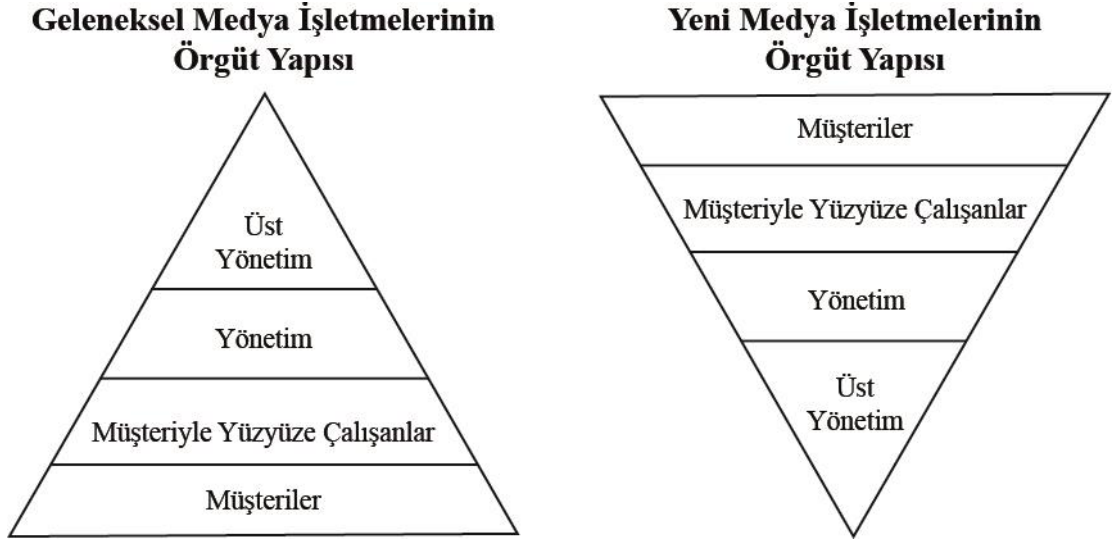 Geleneksel Medya İşletmelerinin
Örgüt Yapısı
Üst
Yönetim
Yönetim
Müşteriyle Yüzyüze Çalışanlar
Müşteriler
Yeni Medya İşletmelerinin
Örgüt Yapısı
Müşteriler
Müşteriyle Yüzyüze Çalışanlar
Yönetim
Üst
Yönetim